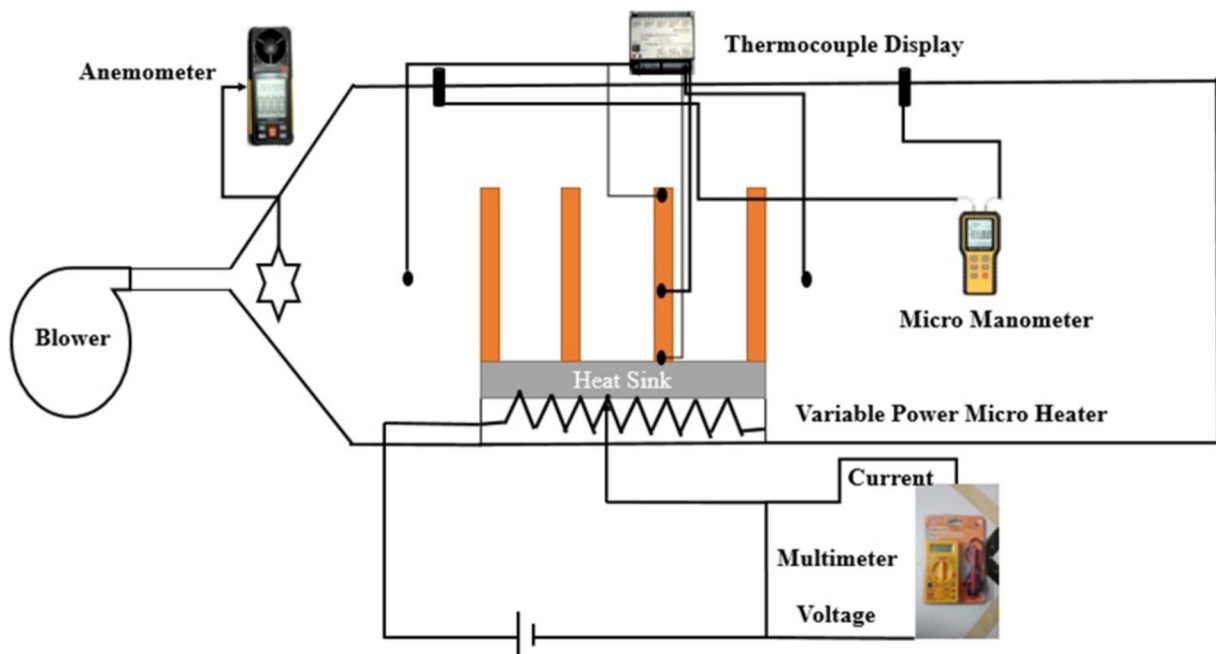 Thermocouple Display
Anemometer
Blower
Micro Manometer
Heat Sink
Variable Power Micro Heater
Current
Multimeter
Voltage